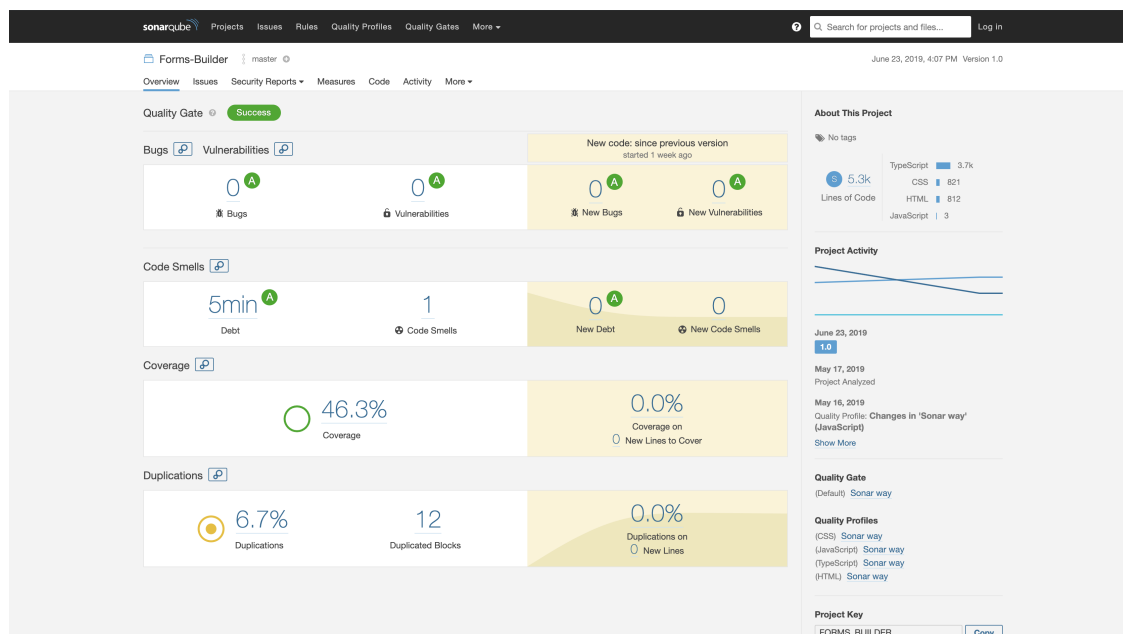 sonarqube Projects Issues Rules Quality Profiles Quality Gates More Search for projects and files... Log in
Forms-Builder master June 23, 2019, 4:07 PM Version 1.0
Overview Issues Security Reports Measures Code Activity More
Quality Gate Success
Bugs Vulnerabilities
New code: since previous version
started 1 week ago
0 A
Bugs
0 A
Vulnerabilities
0 A
New Bugs
0 A
New Vulnerabilities
Code Smells
5min A
Debt
1
Code Smells
0 A
New Debt
0
New Code Smells
Coverage
46.3%
Coverage
0.0%
Coverage on
0 New Lines to Cover
Duplications
6.7%
Duplications
12
Duplicated Blocks
0.0%
Duplications on
0 New Lines
About This Project
No tags
S 5.3k
Lines of Code
TypeScript 3.7k
CSS 821
HTML 812
JavaScript 3
Project Activity
June 23, 2019
1.0
May 17, 2019
Project Analyzed
May 16, 2019
Quality Profile: Changes in 'Sonar way'
(JavaScript)
Show More
Quality Gate
(Default) Sonar way
Quality Profiles
(CSS) Sonar way
(JavaScript) Sonar way
(TypeScript) Sonar way
(HTML) Sonar way
Project Key
FORMS_BUILDER Copy